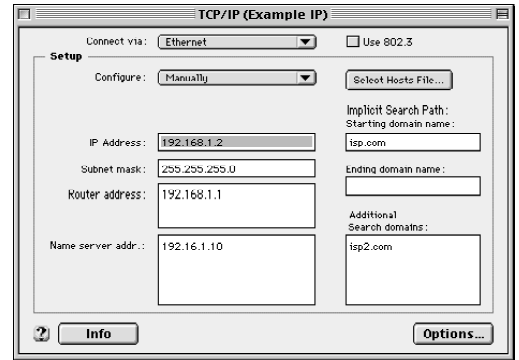 TCP/IP (Example IP)
Connect via: Ethernet
Use 802.3
Setup
Configure: Manually
Select Hosts File...
Implicit Search Path:
Starting domain name:
IP Address: 192.168.1.2
isp.com
Subnet mask: 255.255.255.0
Ending domain name:
Router address: 192.168.1.1
Additional
Search domains:
Name server addr.: 192.16.1.10
isp2.com
?
Info
Options...